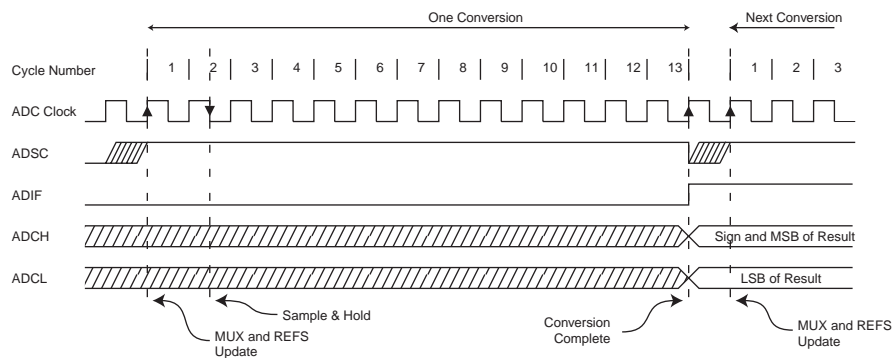 One Conversion
Next Conversion
Cycle Number
1 2 3 4 5 6 7 8 9 10 11 12 13 1 2 3
ADC Clock
ADSC
ADIF
ADCH
Sign and MSB of Result
ADCL
LSB of Result
Sample & Hold
MUX and REFS
Update
Conversion
Complete
MUX and REFS
Update